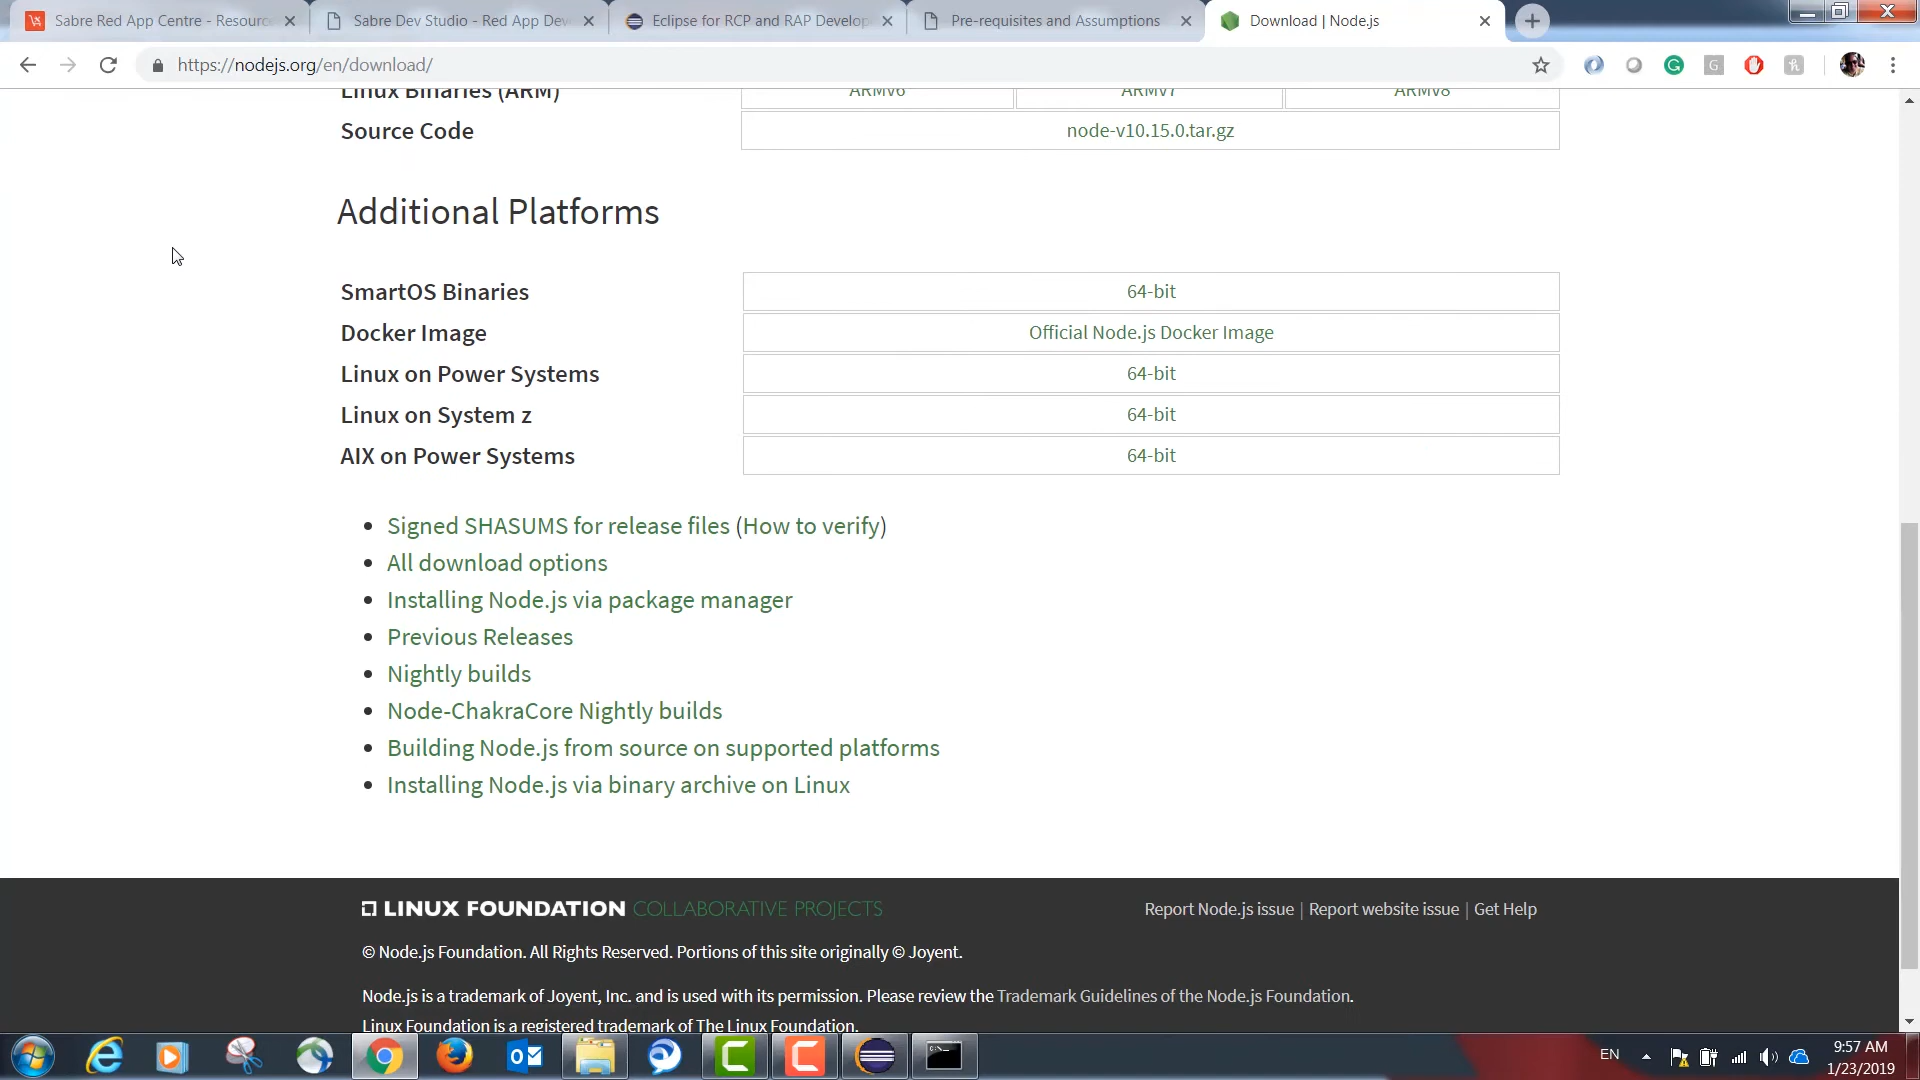 Sabre Red App Centre - Resource
Sabre Dev Studio - Red App Dev
Eclipse for RCP and RAP Develop
Pre-requisites and Assumptions
Download | Node.js
https://nodejs.org/en/download/
Linux Binaries (ARM) ARMv6 ARMv7 ARMv8
Source Code node-v10.15.0.tar.gz
Additional Platforms
SmartOS Binaries 64-bit
Docker Image Official Node.js Docker Image
Linux on Power Systems 64-bit
Linux on System z 64-bit
AIX on Power Systems 64-bit
Signed SHASUMS for release files (How to verify)
All download options
Installing Node.js via package manager
Previous Releases
Nightly builds
Node-ChakraCore Nightly builds
Building Node.js from source on supported platforms
Installing Node.js via binary archive on Linux
LINUX FOUNDATION COLLABORATIVE PROJECTS
Report Node.js issue | Report website issue | Get Help
© Node.js Foundation. All Rights Reserved. Portions of this site originally © Joyent.
Node.js is a trademark of Joyent, Inc. and is used with its permission. Please review the Trademark Guidelines of the Node.js Foundation.
Linux Foundation is a registered trademark of The Linux Foundation.
EN
9:57 AM
1/23/2019